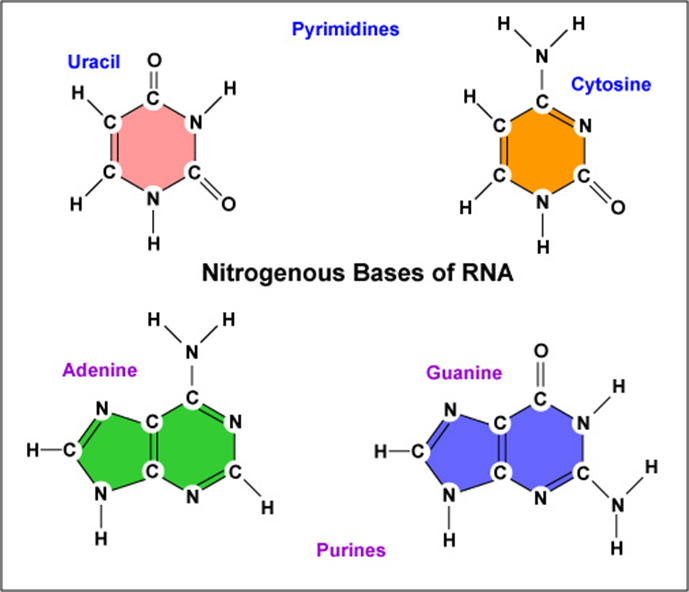 Pyrimidines
Uracil
O
H C H
C N
C C
H N O
H
H H
N
Cytosine
H C
C N
C C
H N O
H
Nitrogenous Bases of RNA
H H
N
Adenine
N C
C N
H C
C C
N N H
H
O
Guanine
H
N C
C N
H C
C C H
N N N
H H
Purines